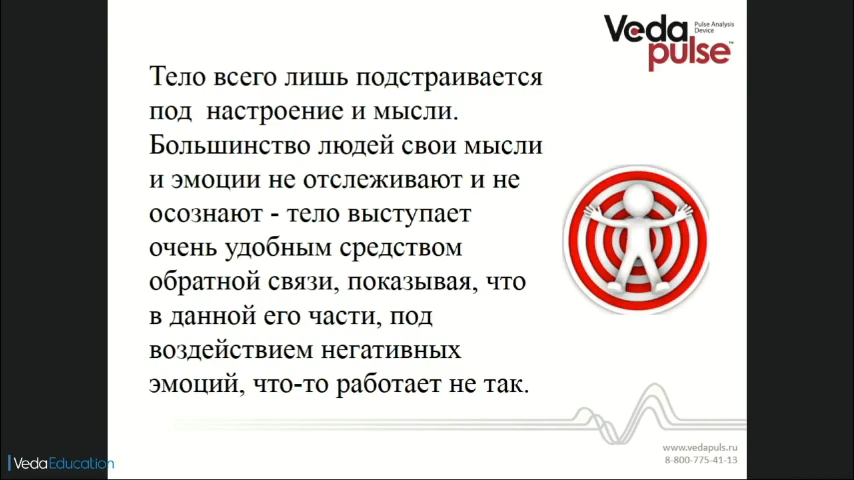 Veda
Pulse Analysis
Device
pulse™
Тело всего лишь подстраивается
под настроение и мысли.
Большинство людей свои мысли
и эмоции не отслеживают и не
осознают - тело выступает
очень удобным средством
обратной связи, показывая, что
в данной его части, под
воздействием негативных
эмоций, что-то работает не так.
www.vedapuls.ru
8-800-775-41-13
VedaEducation